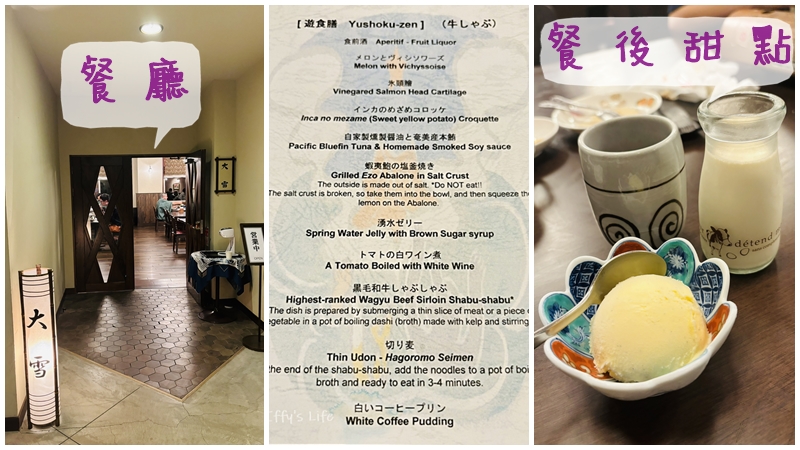 餐廳
大雪
営業中
大
雪
[ 遊食膳 Yushoku-zen ] (牛しゃぶ)
食前酒 Aperitif - Fruit Liquor
メロンとヴィシソワーズ
Melon with Vichyssoise
氷頭膾
Vinegared Salmon Head Cartilage
インカのめざめコロッケ
Inca no mezame (Sweet yellow potato) Croquette
自家製燻製醤油と奄美産本鮪
Pacific Bluefin Tuna & Homemade Smoked Soy sauce
蝦夷鮑の塩釜焼き
Grilled Ezo Abalone in Salt Crust
The outside is made out of salt. *Do NOT eat!!
The salt crust is broken, so take them into the bowl, and then squeeze the
lemon on the Abalone.
湧水ゼリー
Spring Water Jelly with Brown Sugar syrup
トマトの白ワイン煮
A Tomato Boiled with White Wine
黒毛和牛しゃぶしゃぶ
Highest-ranked Wagyu Beef Sirloin Shabu-shabu*
The dish is prepared by submerging a thin slice of meat or a piece o
egetable in a pot of boiling dashi (broth) made with kelp and stirring
切り麦
Thin Udon - Hagoromo Seimen
the end of the shabu-shabu, add the noodles to a pot of boi
broth and ready to eat in 3-4 minutes.
白いコーヒープリン
White Coffee Pudding
Effy's Life
餐後甜點
détend